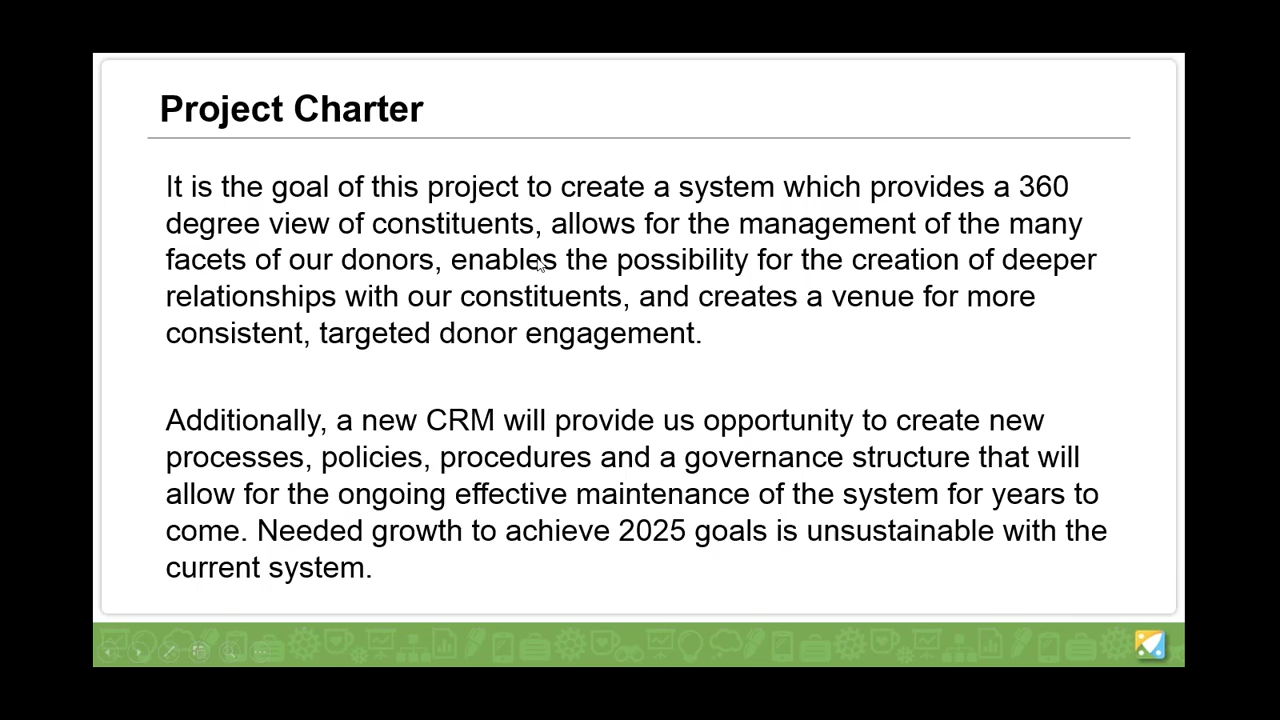 Project Charter
It is the goal of this project to create a system which provides a 360
degree view of constituents, allows for the management of the many
facets of our donors, enables the possibility for the creation of deeper
relationships with our constituents, and creates a venue for more
consistent, targeted donor engagement.
Additionally, a new CRM will provide us opportunity to create new
processes, policies, procedures and a governance structure that will
allow for the ongoing effective maintenance of the system for years to
come. Needed growth to achieve 2025 goals is unsustainable with the
current system.